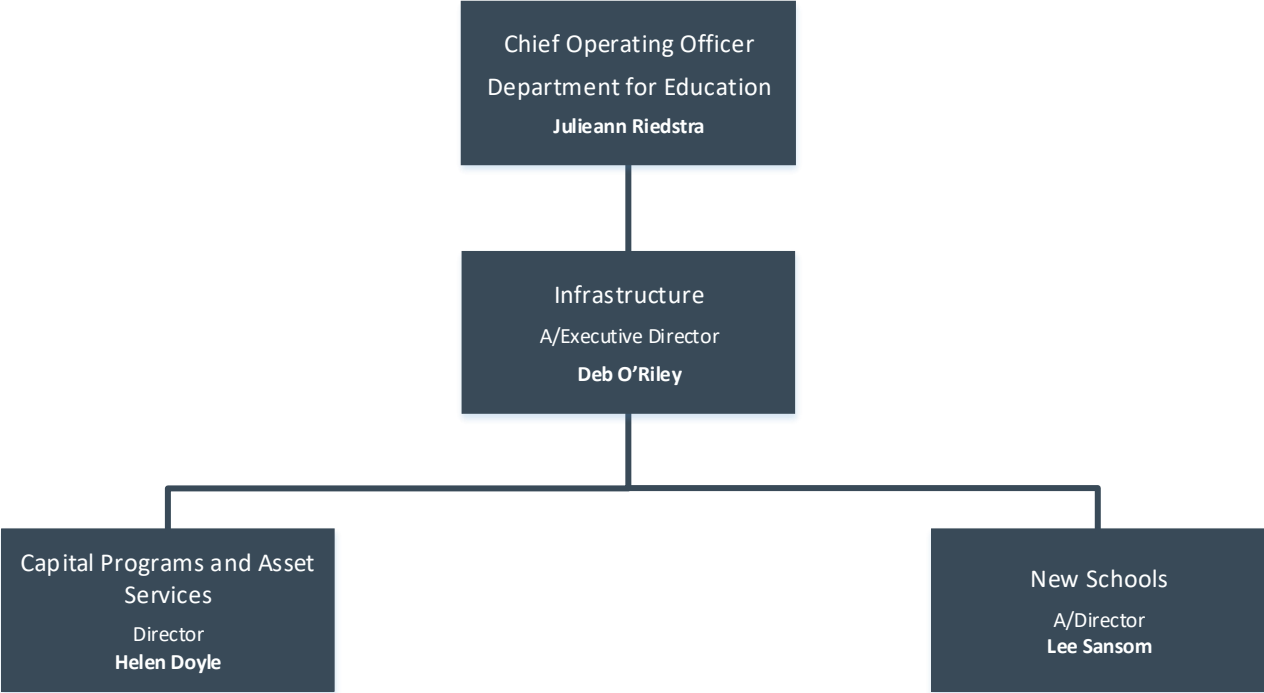 Chief Operating Officer
Department for Education
Julieann Riedstra
Infrastructure
A/Executive Director
Deb O’Riley
Capital Programs and Asset
Services
Director
Helen Doyle
New Schools
A/Director
Lee Sansom